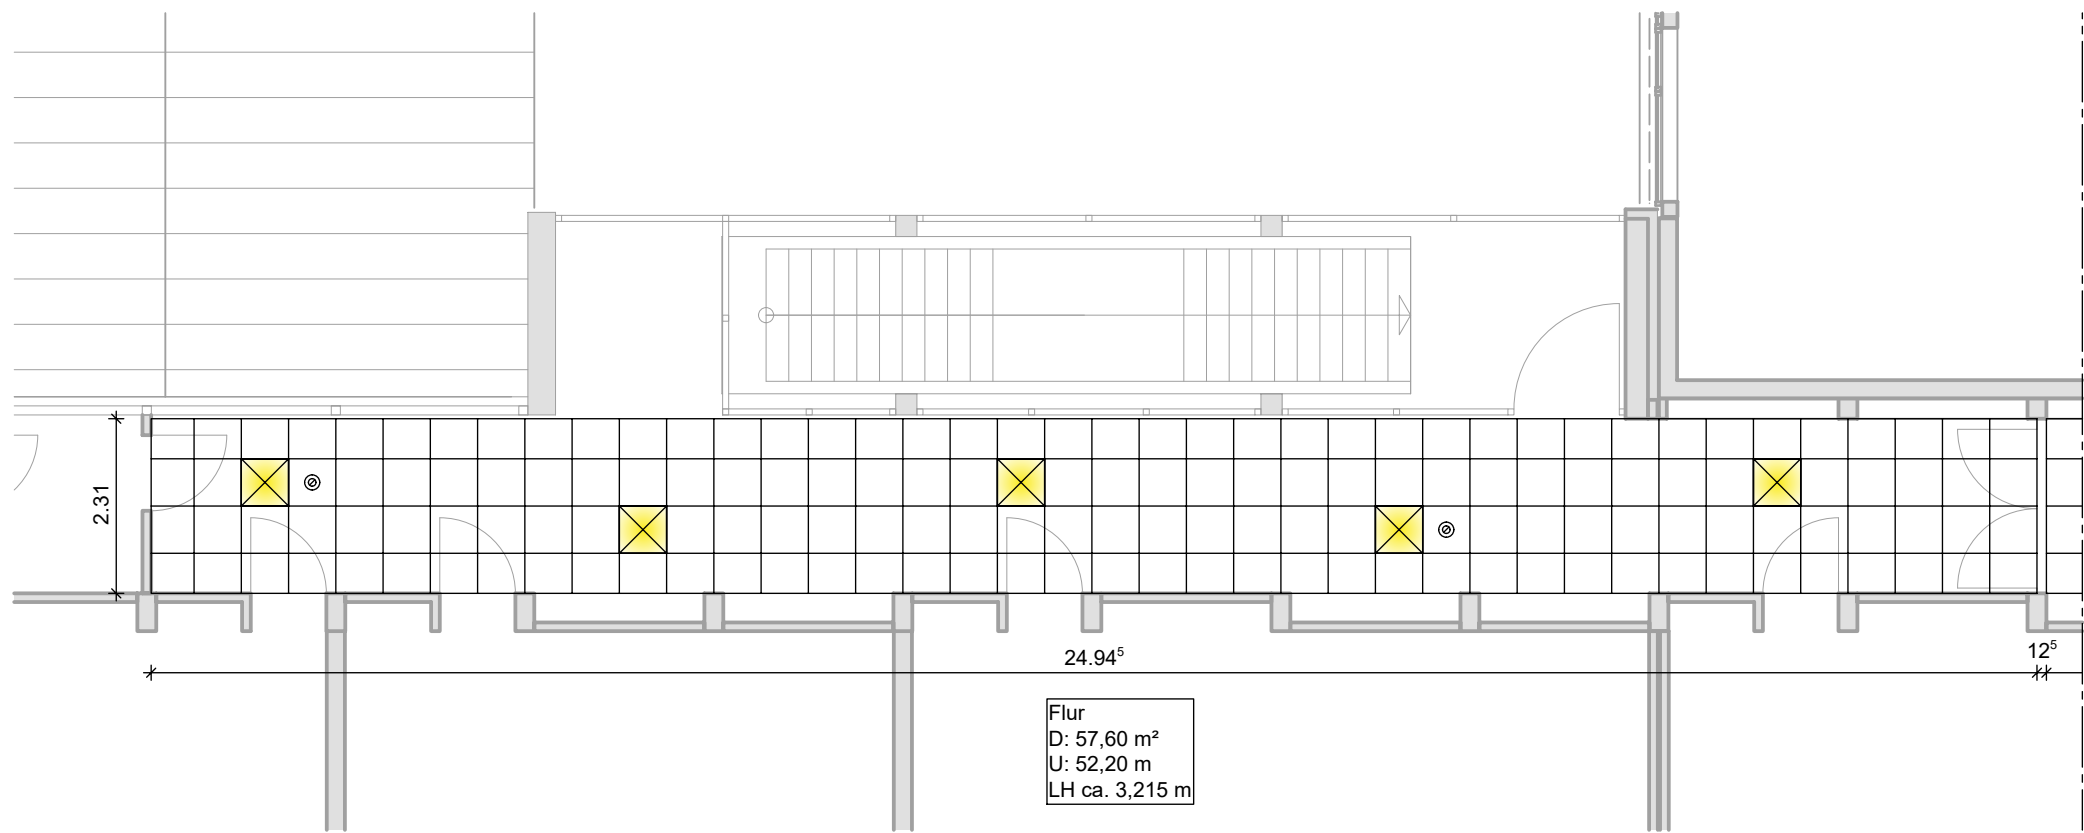 2.31
24.94⁵
12⁵
Flur
D: 57,60 m²
U: 52,20 m
LH ca. 3,215 m